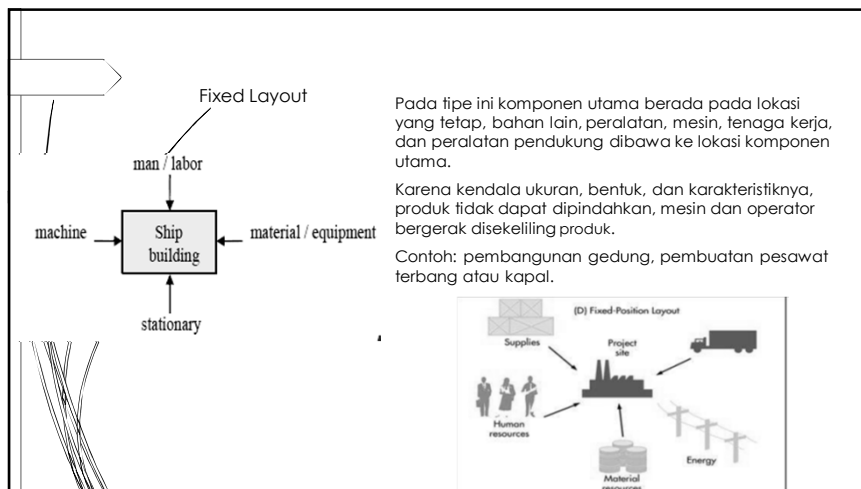 Fixed Layout
man / labor
machine
Ship
building
material / equipment
stationary
Pada tipe ini komponen utama berada pada lokasi
yang tetap, bahan lain, peralatan, mesin, tenaga kerja,
dan peralatan pendukung dibawa ke lokasi komponen
utama.
Karena kendala ukuran, bentuk, dan karakteristiknya,
produk tidak dapat dipindahkan, mesin dan operator
bergerak disekeliling produk.
Contoh: pembangunan gedung, pembuatan pesawat
terbang atau kapal.
(D) Fixed-Position Layout
Supplies
Project
site
Human
resources
Energy
Material
resources